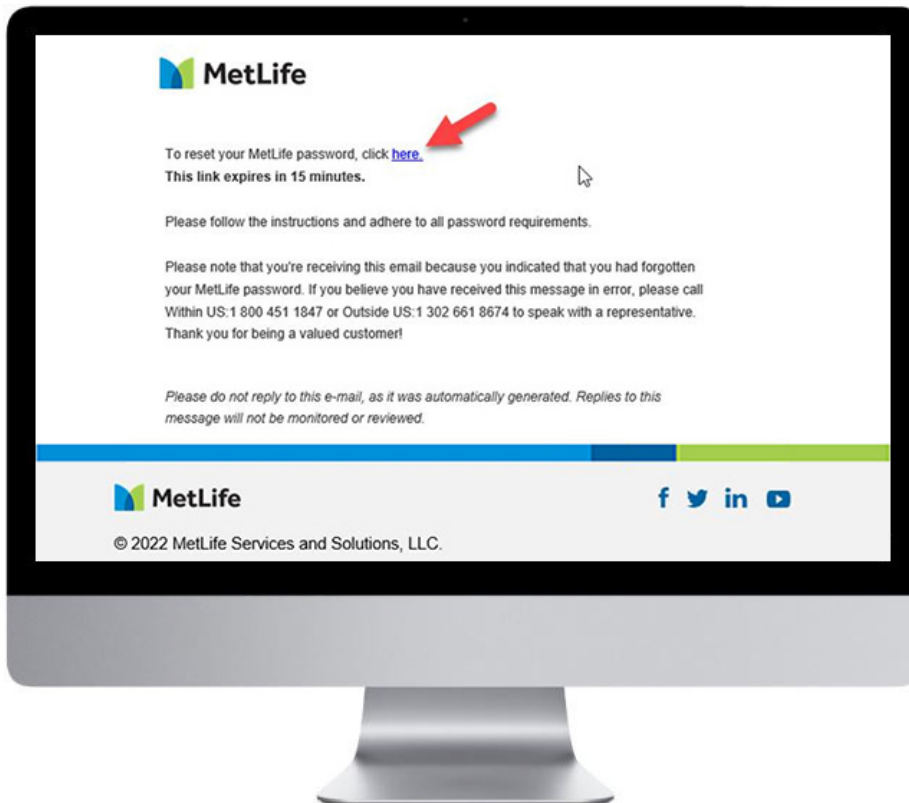 MetLife
To reset your MetLife password, click here.
This link expires in 15 minutes.
Please follow the instructions and adhere to all password requirements.
Please note that you're receiving this email because you indicated that you had forgotten
your MetLife password. If you believe you have received this message in error, please call
Within US:1 800 451 1847 or Outside US:1 302 661 8674 to speak with a representative.
Thank you for being a valued customer!
Please do not reply to this e-mail, as it was automatically generated. Replies to this
message will not be monitored or reviewed.
MetLife
© 2022 MetLife Services and Solutions, LLC.